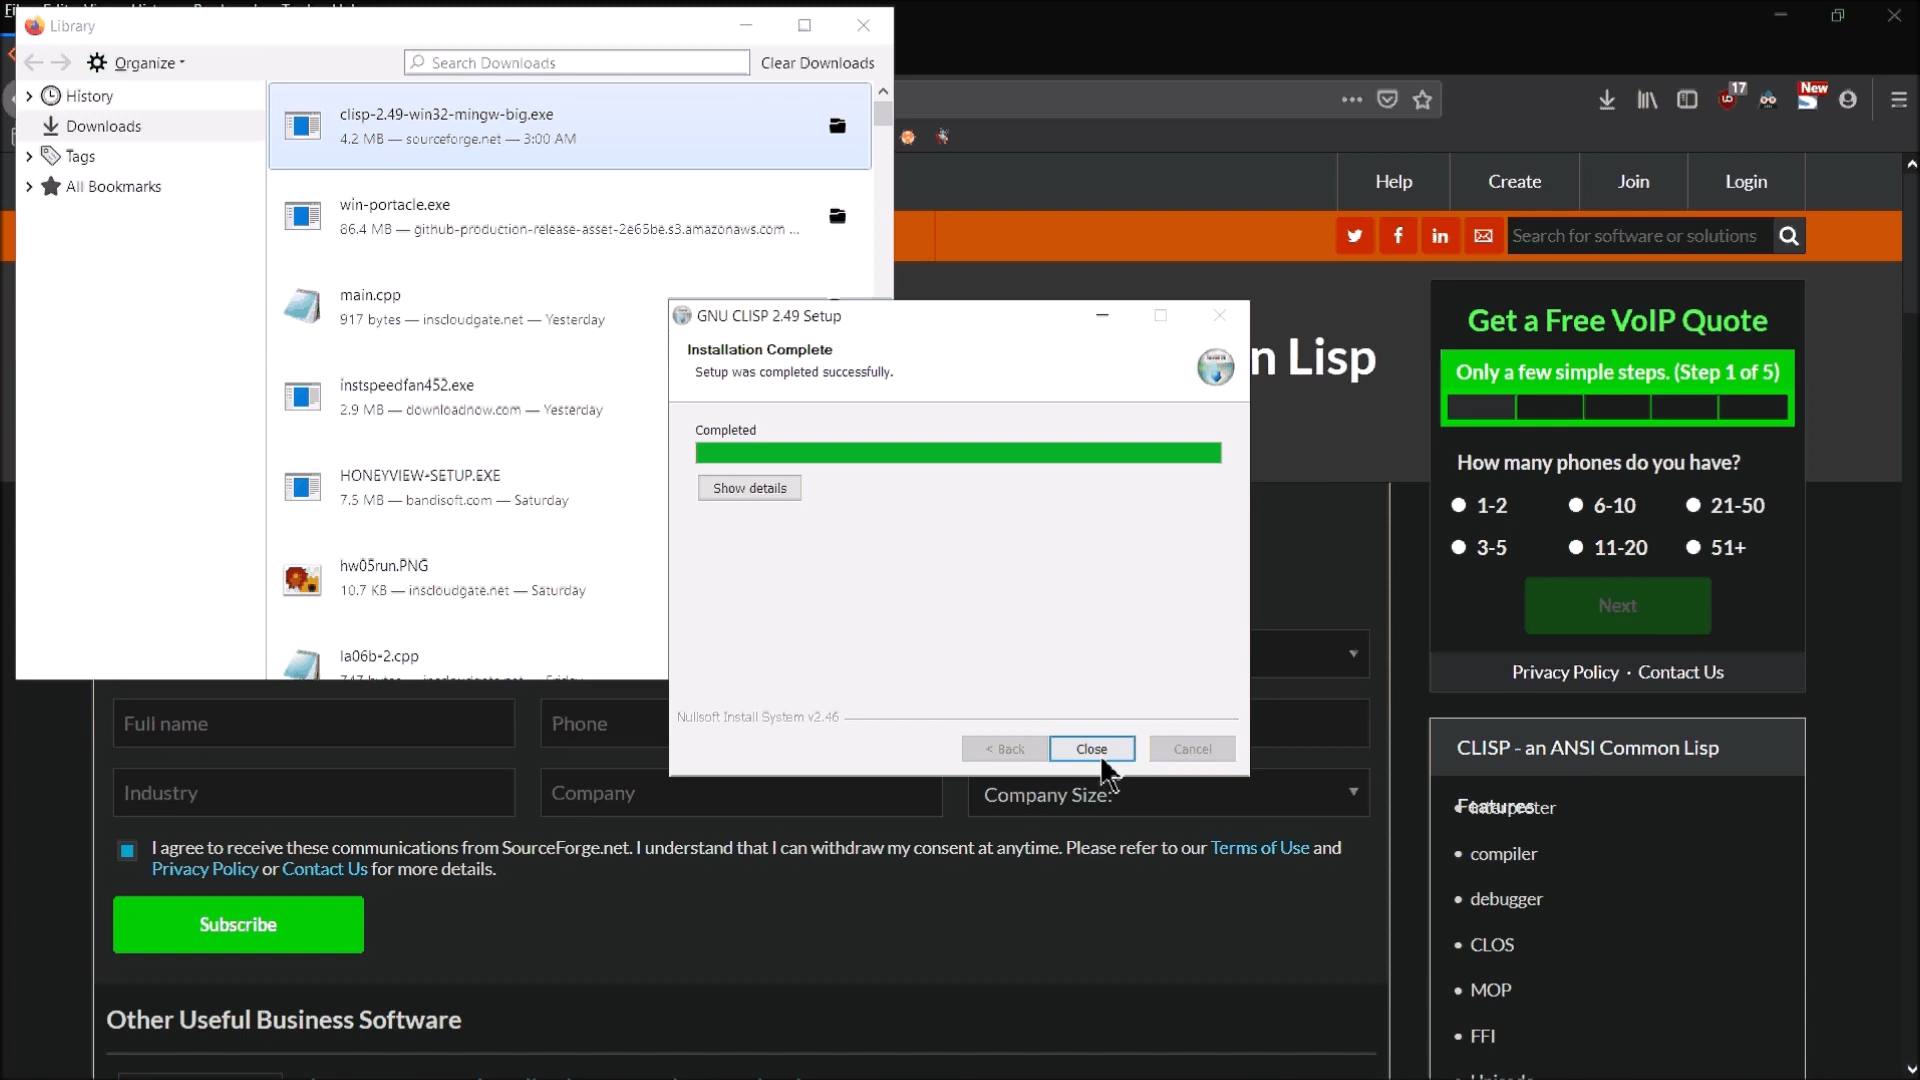 Library
Organize
Search Downloads
Clear Downloads
History
Downloads
Tags
All Bookmarks
clisp-2.49-win32-mingw-big.exe
4.2 MB — sourceforge.net — 3:00 AM
win-portacle.exe
86.4 MB — github-production-release-asset-2e65be.s3.amazonaws.com ...
main.cpp
917 bytes — inscloudgate.net — Yesterday
instspeedfan452.exe
2.9 MB — downloadnow.com — Yesterday
HONEYVIEW-SETUP.EXE
7.5 MB — bandisoft.com — Saturday
hw05run.PNG
10.7 KB — inscloudgate.net — Saturday
la06b-2.cpp
GNU CLISP 2.49 Setup
Installation Complete
Setup was completed successfully.
Completed
Show details
Nullsoft Install System v2.46
< Back
Close
Cancel
17
New
Help
Create
Join
Login
Search for software or solutions
n Lisp
Get a Free VoIP Quote
Only a few simple steps. (Step 1 of 5)
How many phones do you have?
1-2
6-10
21-50
3-5
11-20
51+
Next
Privacy Policy · Contact Us
Full name
Phone
Industry
Company
Company Size:
I agree to receive these communications from SourceForge.net. I understand that I can withdraw my consent at anytime. Please refer to our Terms of Use and
Privacy Policy or Contact Us for more details.
Subscribe
Other Useful Business Software
CLISP - an ANSI Common Lisp
Features
interpreter
• compiler
• debugger
• CLOS
• MOP
• FFI